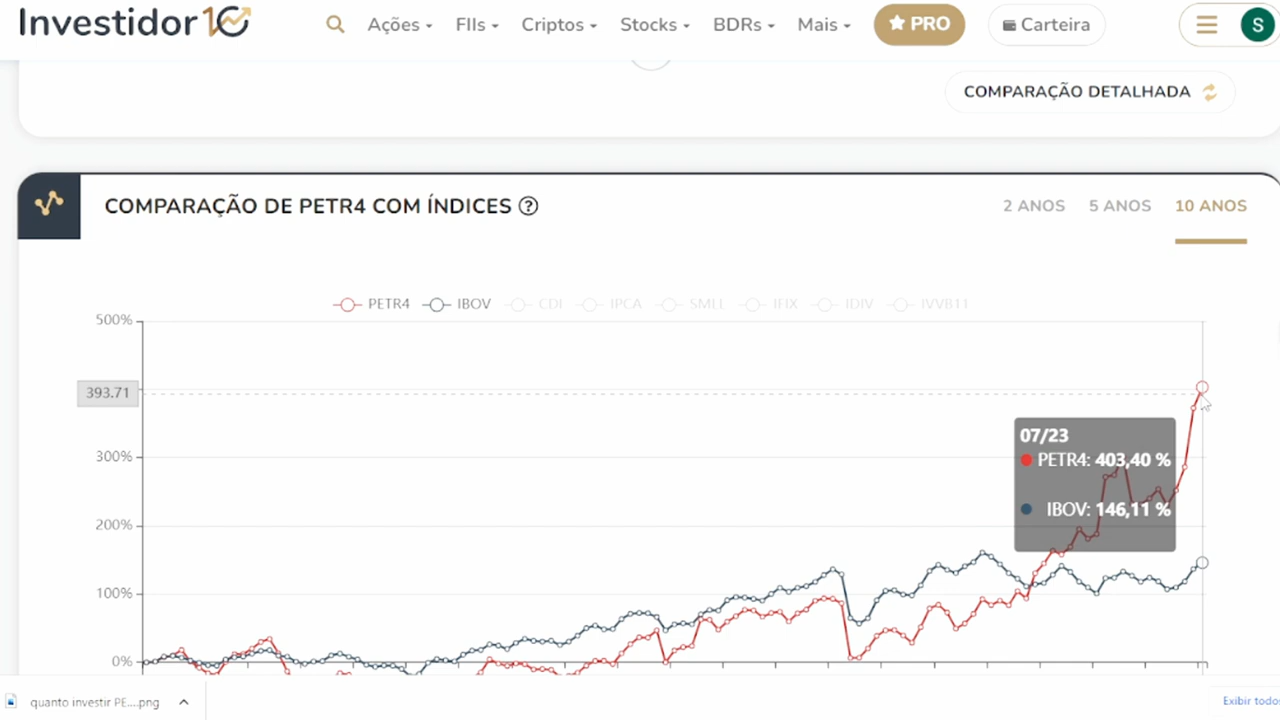 Investidor10
Ações FIIs Criptos Stocks BDRs Mais PRO Carteira S
COMPARAÇÃO DETALHADA
COMPARAÇÃO DE PETR4 COM ÍNDICES ?
2 ANOS 5 ANOS 10 ANOS
PETR4 IBOV CDI IPCA SMLL IFIX IDIV IVVB11
500%
393.71
300%
200%
100%
0%
07/23
PETR4: 403,40 %
IBOV: 146,11 %
quanto investir PE....png
Exibir todos